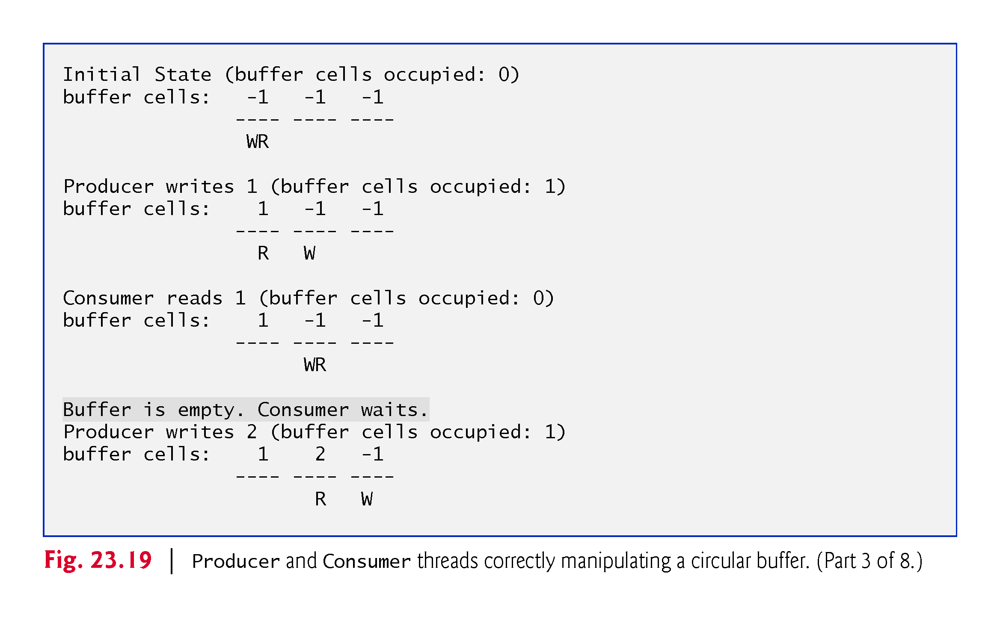 Initial State (buffer cells occupied: 0)
buffer cells:   -1   -1   -1
               ---- ---- ----
                WR

Producer writes 1 (buffer cells occupied: 1)
buffer cells:    1   -1   -1
               ---- ---- ----
                 R   W

Consumer reads 1 (buffer cells occupied: 0)
buffer cells:    1   -1   -1
               ---- ---- ----
                     WR

Buffer is empty. Consumer waits.
Producer writes 2 (buffer cells occupied: 1)
buffer cells:    1    2   -1
               ---- ---- ----
                      R   W

Fig. 23.19 | Producer and Consumer threads correctly manipulating a circular buffer. (Part 3 of 8.)